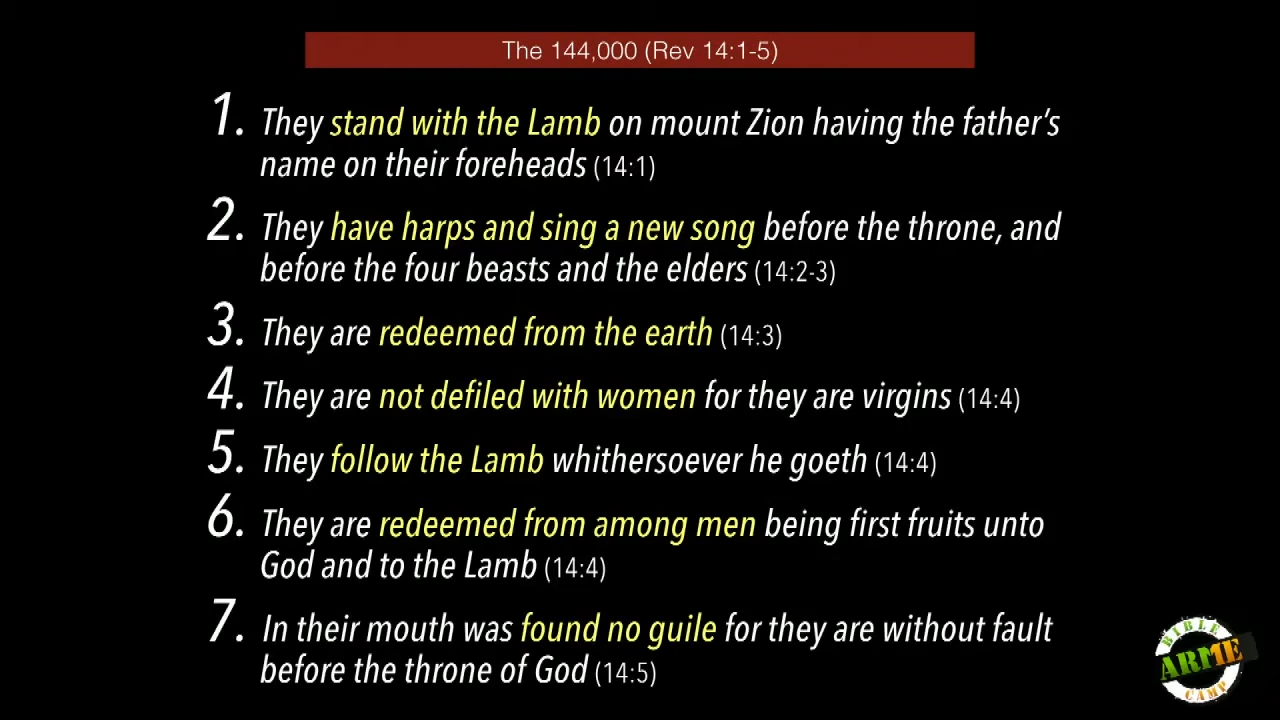 The 144,000 (Rev 14:1-5)
1. They stand with the Lamb on mount Zion having the father's
name on their foreheads (14:1)
2. They have harps and sing a new song before the throne, and
before the four beasts and the elders (14:2-3)
3. They are redeemed from the earth (14:3)
4. They are not defiled with women for they are virgins (14:4)
5. They follow the Lamb whithersoever he goeth (14:4)
6. They are redeemed from among men being first fruits unto
God and to the Lamb (14:4)
7. In their mouth was found no guile for they are without fault
before the throne of God (14:5)
BIBLE
ARME
CAMP